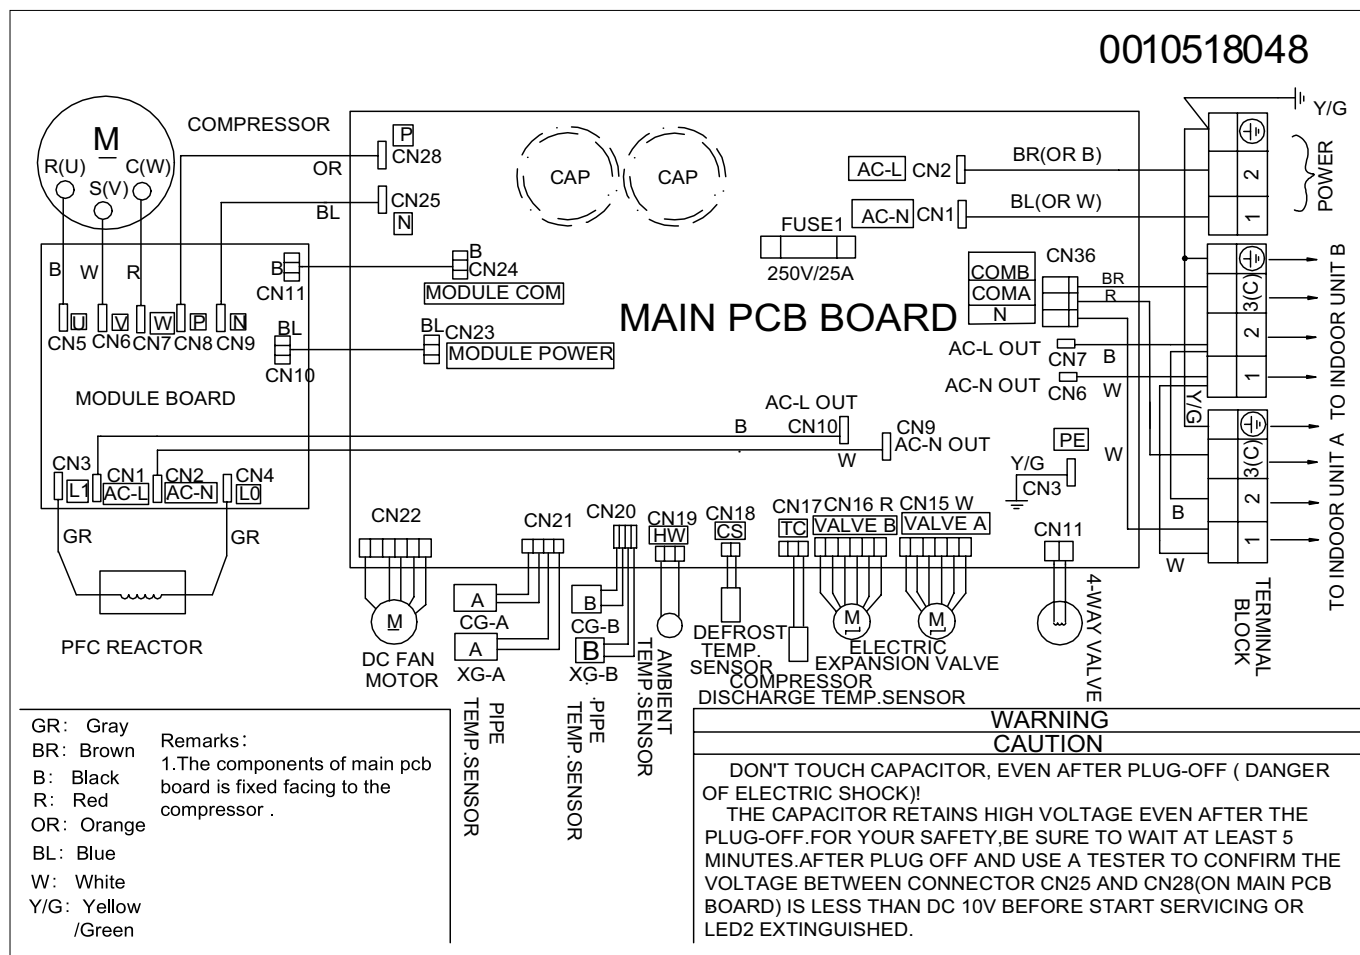 0010518048
Y/G
COMPRESSOR
M
R(U)
S(V)
C(W)
OR
P
CN28
BL
CN25
N
CAP
CAP
AC-L CN2
BR(OR B)
AC-N CN1
BL(OR W)
2
1
POWER
FUSE1
250V/25A
B
CN11
B
CN24
MODULE COM
BL
CN10
BL
CN23
MODULE POWER
B
W
R
U
V
W
P
N
CN5
CN6
CN7
CN8
CN9
MODULE BOARD
MAIN PCB BOARD
CN36
COMB
COMA
N
BR
R
AC-L OUT
CN7
B
AC-N OUT
CN6
W
3(C)
2
1
TO INDOOR UNIT B
Y/G
AC-L OUT
CN10
B
CN9
AC-N OUT
W
PE
Y/G
CN3
W
3(C)
2
1
TO INDOOR UNIT A
B
W
TERMINAL
BLOCK
CN3
L1
CN1
AC-L
CN2
AC-N
CN4
L0
GR
GR
PFC REACTOR
CN22
M
DC FAN
MOTOR
CN21
A
CG-A
A
XG-A
PIPE
TEMP.SENSOR
CN20
B
CG-B
B
XG-B
PIPE
TEMP.SENSOR
CN19
HW
AMBIENT
TEMP.SENSOR
CN18
CS
DEFROST
TEMP.
SENSOR
CN17
TC
COMPRESSOR
DISCHARGE TEMP.SENSOR
CN16 R
VALVE B
M
CN15 W
VALVE A
M
ELECTRIC
EXPANSION VALVE
CN11
4-WAY VALVE
GR: Gray
BR: Brown
B: Black
R: Red
OR: Orange
BL: Blue
W: White
Y/G: Yellow
/Green
Remarks:
1.The components of main pcb
board is fixed facing to the
compressor .
WARNING
CAUTION
DON'T TOUCH CAPACITOR, EVEN AFTER PLUG-OFF ( DANGER
OF ELECTRIC SHOCK)!
THE CAPACITOR RETAINS HIGH VOLTAGE EVEN AFTER THE
PLUG-OFF.FOR YOUR SAFETY,BE SURE TO WAIT AT LEAST 5
MINUTES.AFTER PLUG OFF AND USE A TESTER TO CONFIRM THE
VOLTAGE BETWEEN CONNECTOR CN25 AND CN28(ON MAIN PCB
BOARD) IS LESS THAN DC 10V BEFORE START SERVICING OR
LED2 EXTINGUISHED.